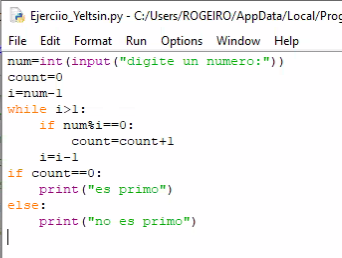 Ejerciio_Yeltsin.py - C:/Users/ROGEIRO/AppData/Local/Prog
File Edit Format Run Options Window Help
num=int(input("digite un numero:"))
count=0
i=num-1
while i>1:
    if num%i==0:
        count=count+1
    i=i-1
if count==0:
    print("es primo")
else:
    print("no es primo")